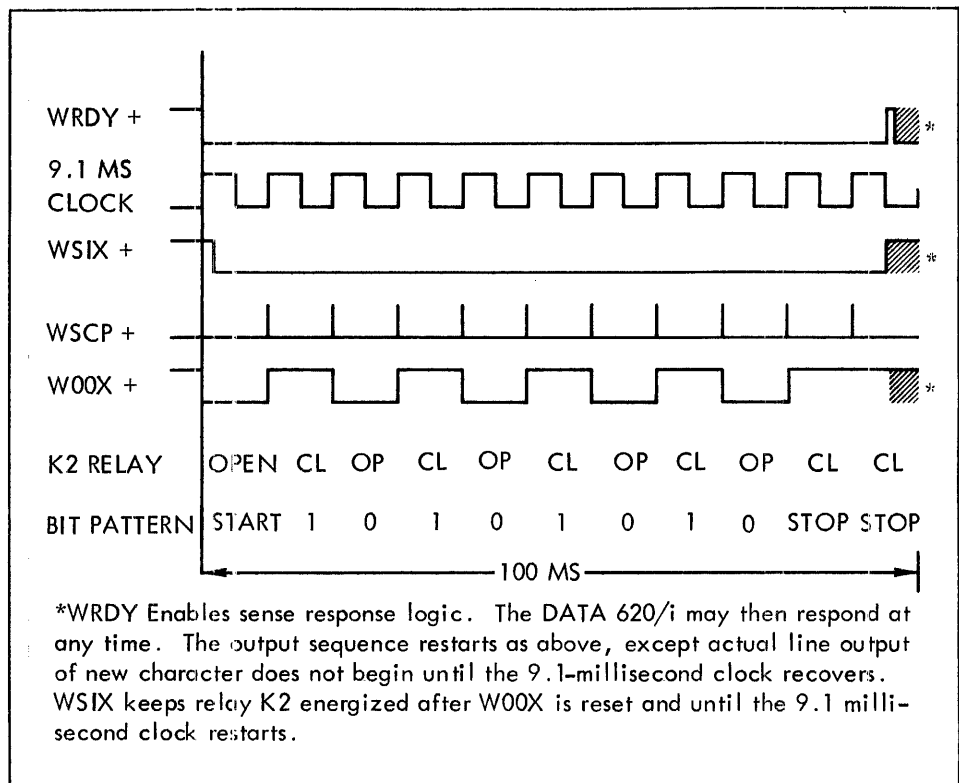 WRDY + *
9.1 MS
CLOCK
WSIX + *
WSCP +
W00X + *
K2 RELAY OPEN CL OP CL OP CL OP CL OP CL CL
BIT PATTERN START 1 0 1 0 1 0 1 0 STOP STOP
100 MS
*WRDY Enables sense response logic. The DATA 620/i may then respond at
any time. The output sequence restarts as above, except actual line output
of new character does not begin until the 9.1-millisecond clock recovers.
WSIX keeps relay K2 energized after W00X is reset and until the 9.1 milli-
second clock restarts.